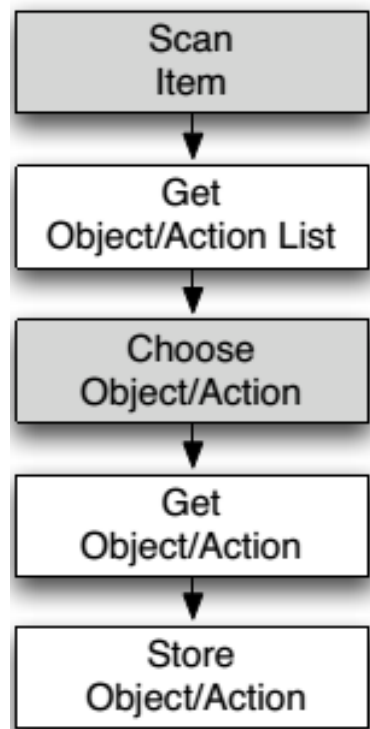 Scan
Item
Get
Object/Action List
Choose
Object/Action
Get
Object/Action
Store
Object/Action